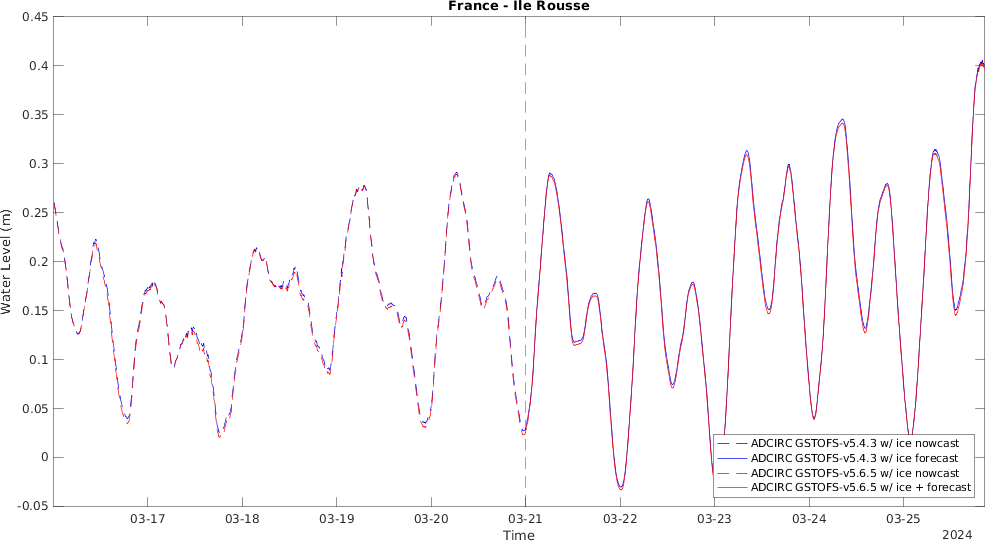 France - Ile Rousse
0.45
0.4
0.35
0.3
0.25
0.2
0.15
0.1
0.05
0
-0.05
Water Level (m)
03-17 03-18 03-19 03-20 03-21 03-22 03-23 03-24 03-25
Time
2024
ADCIRC GSTOFS-v5.4.3 w/ ice nowcast
ADCIRC GSTOFS-v5.4.3 w/ ice forecast
ADCIRC GSTOFS-v5.6.5 w/ ice nowcast
ADCIRC GSTOFS-v5.6.5 w/ ice + forecast